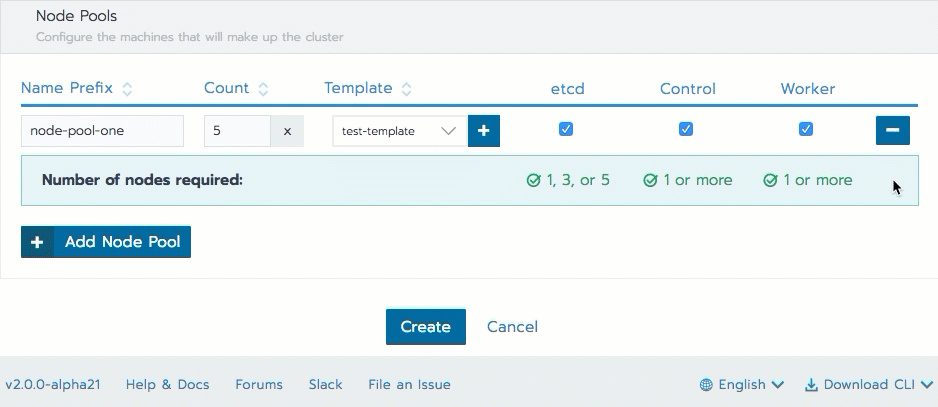 Node Pools
Configure the machines that will make up the cluster
Name Prefix Count Template etcd Control Worker
node-pool-one 5 x test-template + −
Number of nodes required: 1, 3, or 5 1 or more 1 or more
+ Add Node Pool
Create Cancel
v2.0.0-alpha21 Help & Docs Forums Slack File an Issue English Download CLI